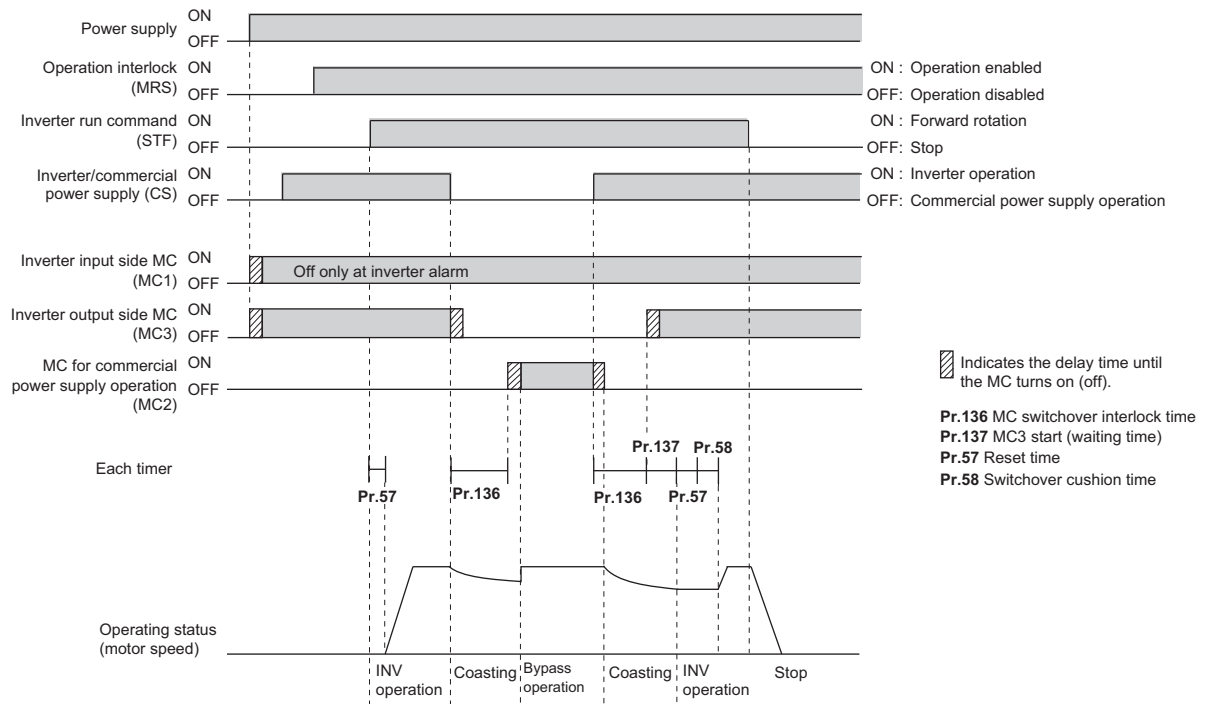 Power supply
ON
OFF
Operation interlock
(MRS)
ON
OFF
ON : Operation enabled
OFF: Operation disabled
Inverter run command
(STF)
ON
OFF
ON : Forward rotation
OFF: Stop
Inverter/commercial
power supply (CS)
ON
OFF
ON : Inverter operation
OFF: Commercial power supply operation
Inverter input side MC
(MC1)
ON
OFF
Off only at inverter alarm
Inverter output side MC
(MC3)
ON
OFF
MC for commercial
power supply operation
(MC2)
ON
OFF
Indicates the delay time until
the MC turns on (off).
Pr.136 MC switchover interlock time
Pr.137 MC3 start (waiting time)
Pr.57 Reset time
Pr.58 Switchover cushion time
Each timer
Pr.137 Pr.58
Pr.57
Pr.136
Pr.136
Pr.57
Operating status
(motor speed)
INV
operation
Coasting
Bypass
operation
Coasting
INV
operation
Stop